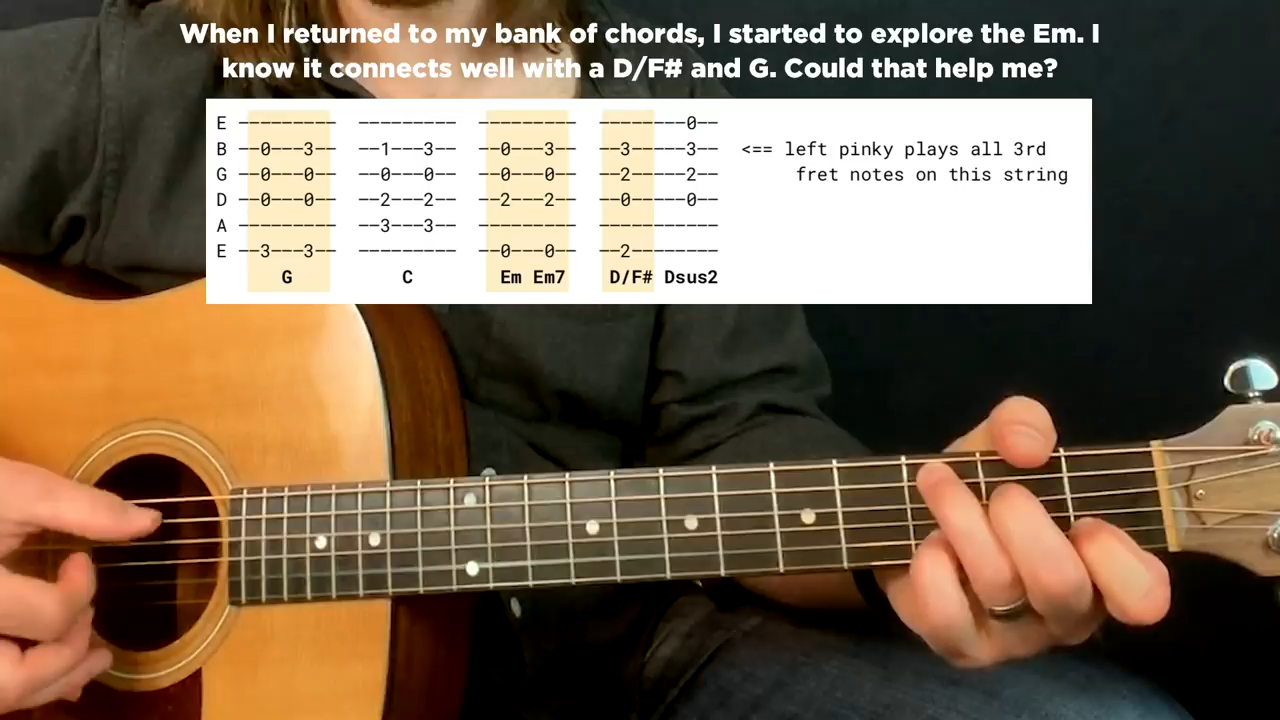 When I returned to my bank of chords, I started to explore the Em. I
know it connects well with a D/F# and G. Could that help me?
E --------- --------- --------- -------0--
B --0---3-- --1---3-- --0---3-- --3----3-- <== left pinky plays all 3rd
G --0---0-- --0---0-- --0---0-- --2----2-- fret notes on this string
D --0---0-- --2---2-- --2---2-- --0----0--
A --------- --3---3-- --------- ----------
E --3---3-- --------- --0---0-- --2-------
G C Em Em7 D/F# Dsus2